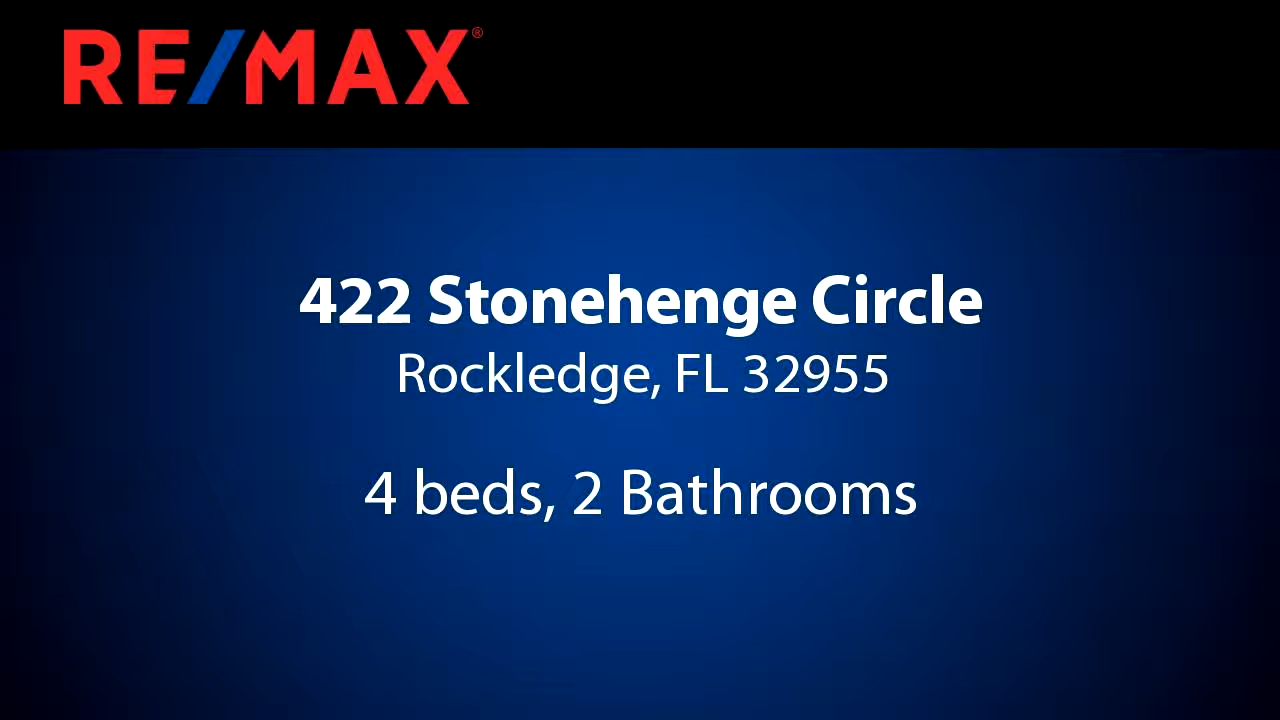 RE/MAX®
422 Stonehenge Circle
Rockledge, FL 32955
4 beds, 2 Bathrooms